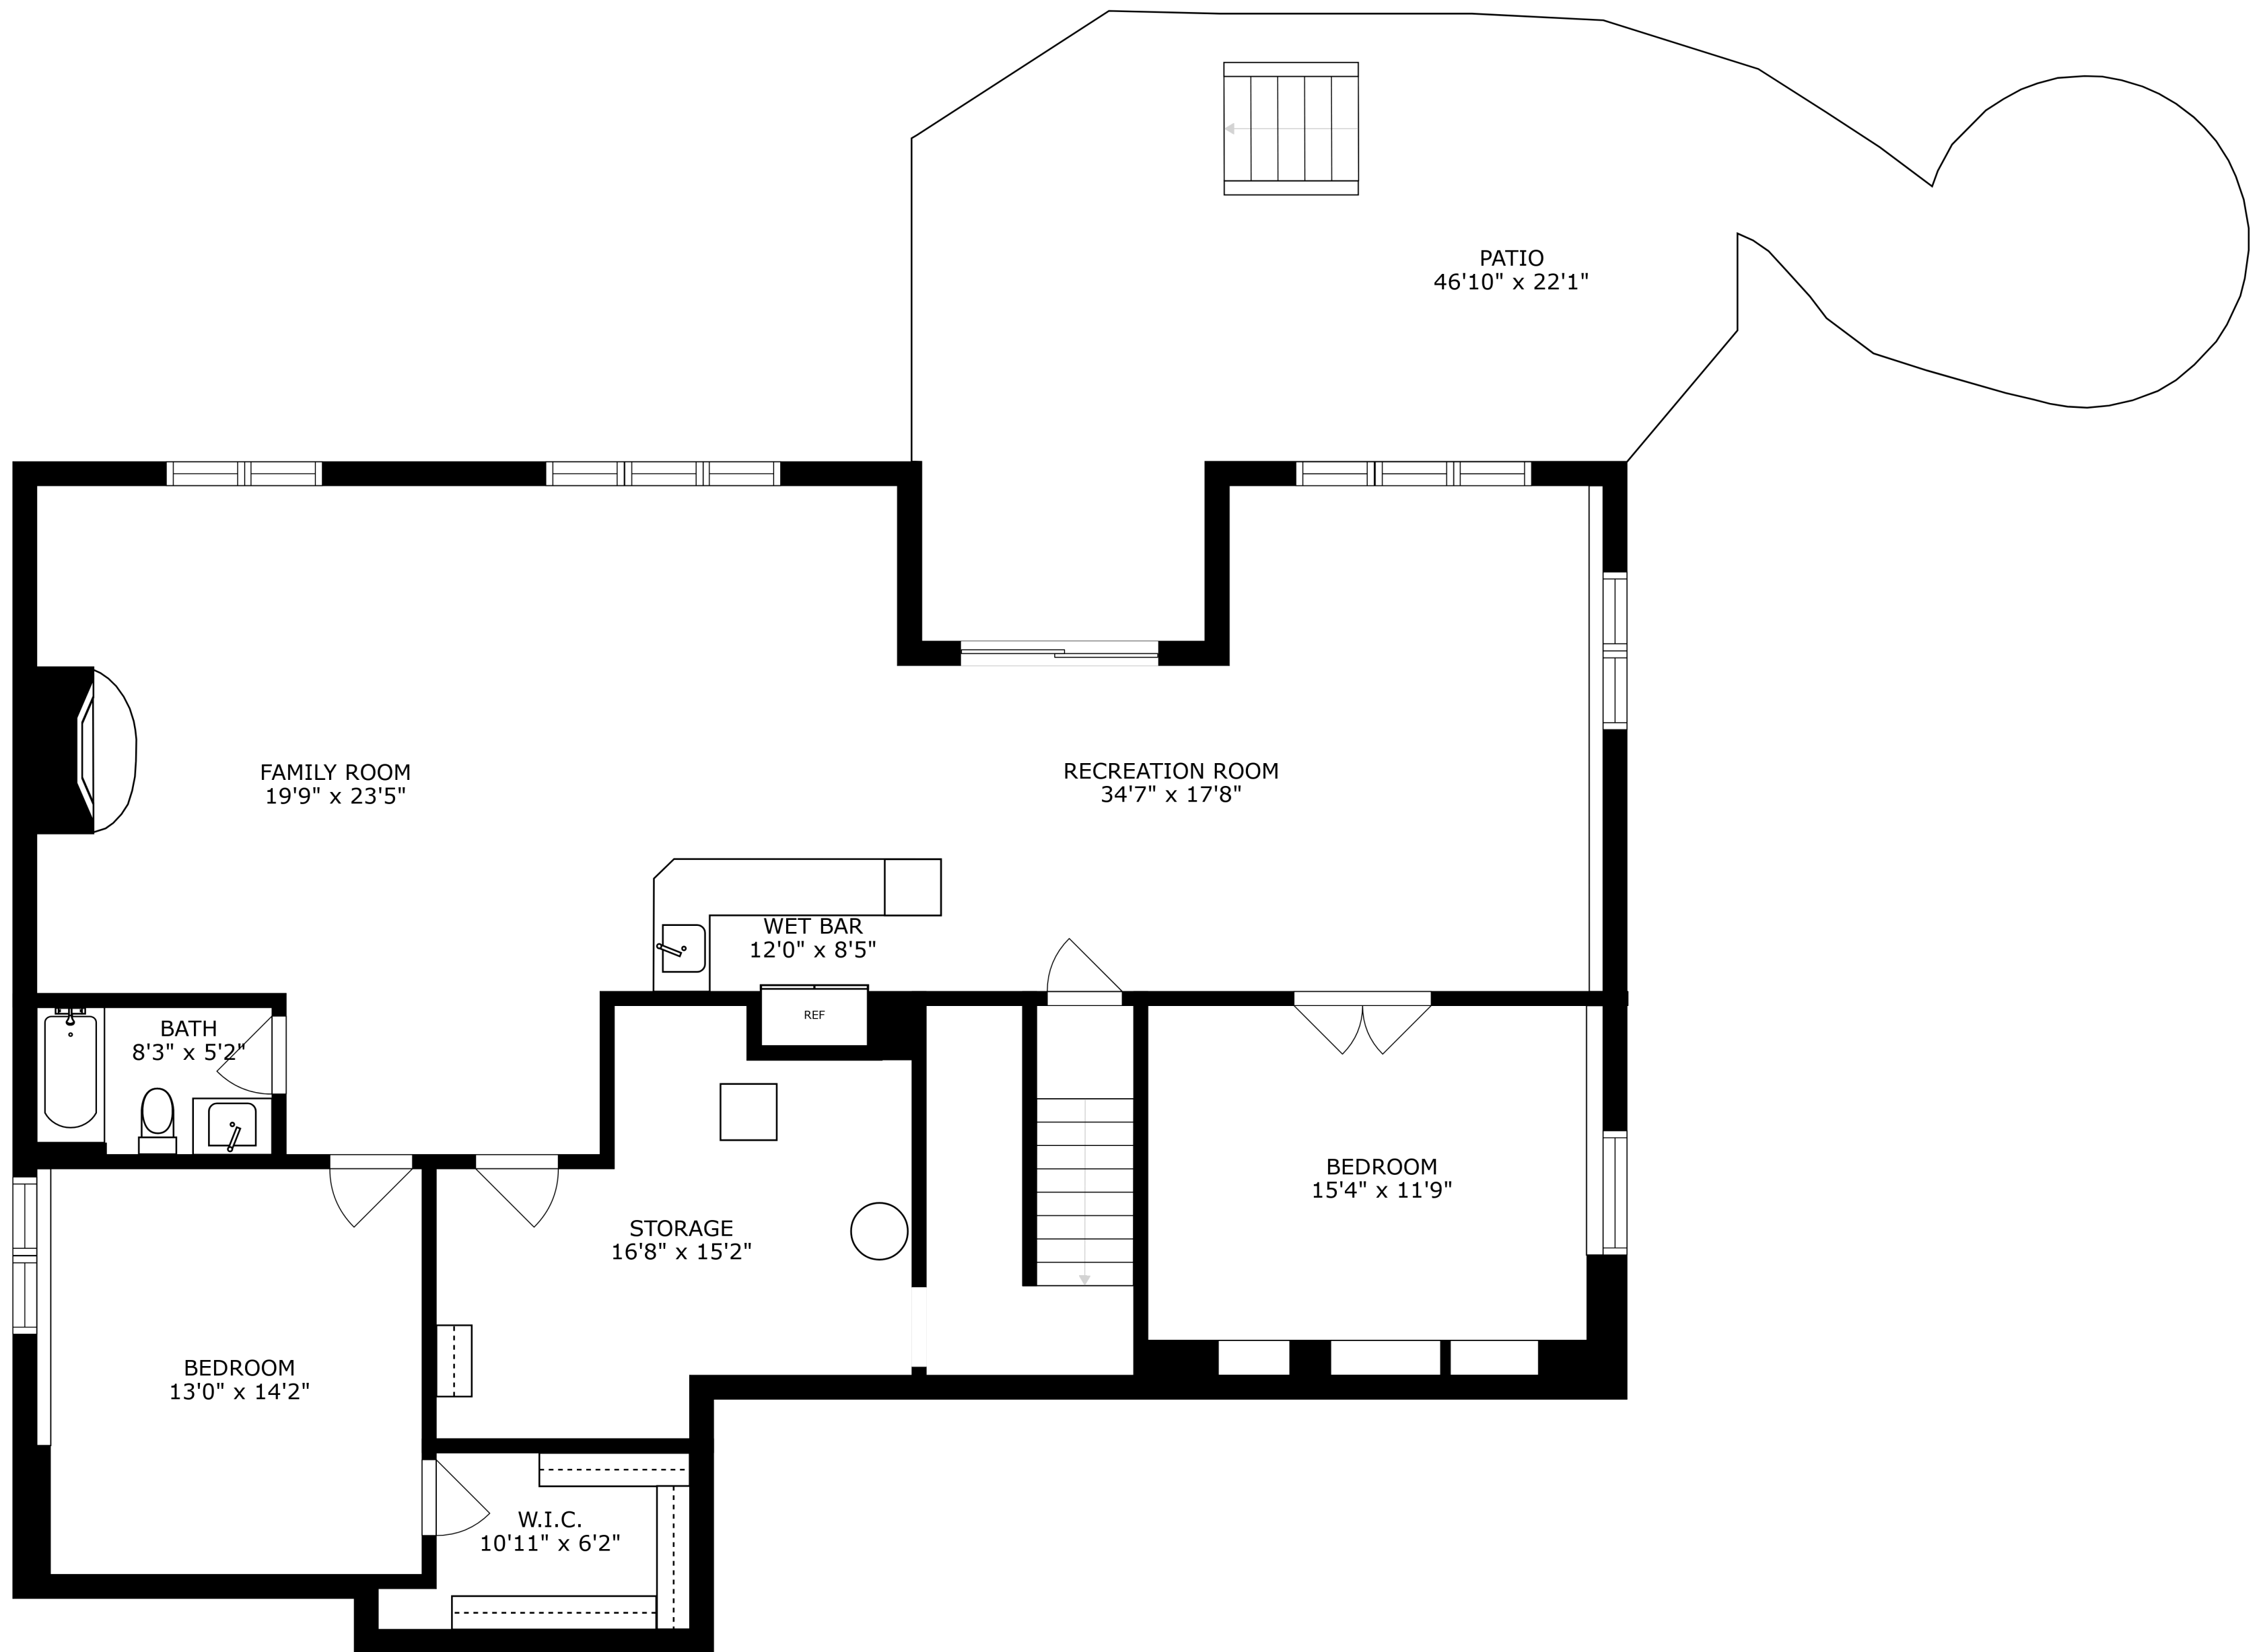 PATIO
46'10" x 22'1"
FAMILY ROOM
19'9" x 23'5"
RECREATION ROOM
34'7" x 17'8"
WET BAR
12'0" x 8'5"
REF
BATH
8'3" x 5'2"
BEDROOM
15'4" x 11'9"
STORAGE
16'8" x 15'2"
BEDROOM
13'0" x 14'2"
W.I.C.
10'11" x 6'2"